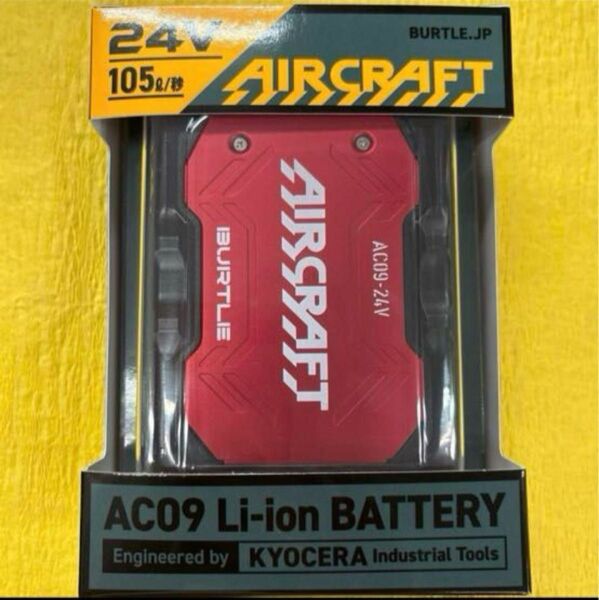 24V
BURTLE.JP
105ℓ/秒
AIRCRAFT
AIRCRAFT
BURTLE
AC09-24V
AC09 Li-ion BATTERY
Engineered by KYOCERA Industrial Tools